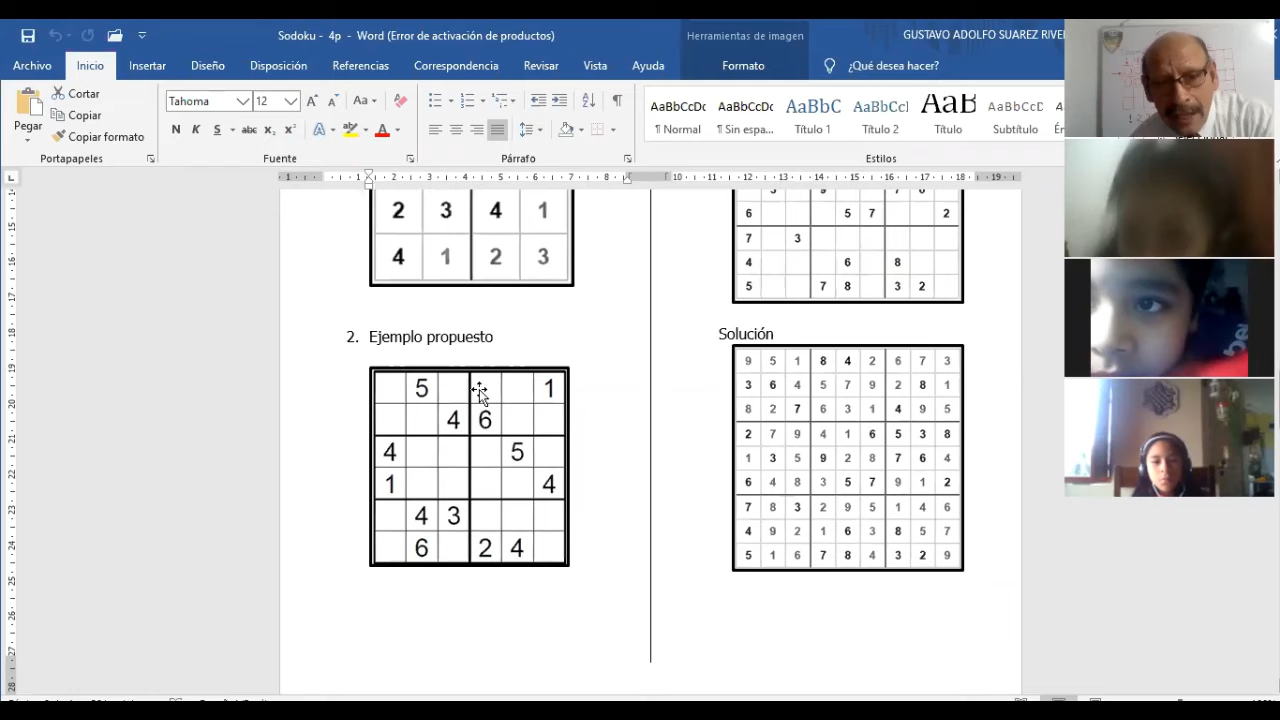 Sodoku - 4p - Word (Error de activación de productos)
Herramientas de imagen
GUSTAVO ADOLFO SUAREZ RIVE
Archivo Inicio Insertar Diseño Disposición Referencias Correspondencia Revisar Vista Ayuda Formato ¿Qué desea hacer?
Pegar
Cortar
Copiar
Copiar formato
Portapapeles
Tahoma 12
N K S abc x₂ x²
Fuente
Párrafo
AaBbCcDc AaBbCcDc AaBbC AaBbCcl AaB AaBbCcD
¶ Normal ¶ Sin espa... Título 1 Título 2 Título Subtítulo
Estilos
2 3 4 1
4 1 2 3
2. Ejemplo propuesto
5 1
4 6
4 5
1 4
4 3
6 2 4
6 5 7 2
7 3
4 6 8
5 7 8 3 2
Solución
9 5 1 8 4 2 6 7 3
3 6 4 5 7 9 2 8 1
8 2 7 6 3 1 4 9 5
2 7 9 4 1 6 5 3 8
1 3 5 9 2 8 7 6 4
6 4 8 3 5 7 9 1 2
7 8 3 2 9 5 1 4 6
4 9 2 1 6 3 8 5 7
5 1 6 7 8 4 3 2 9